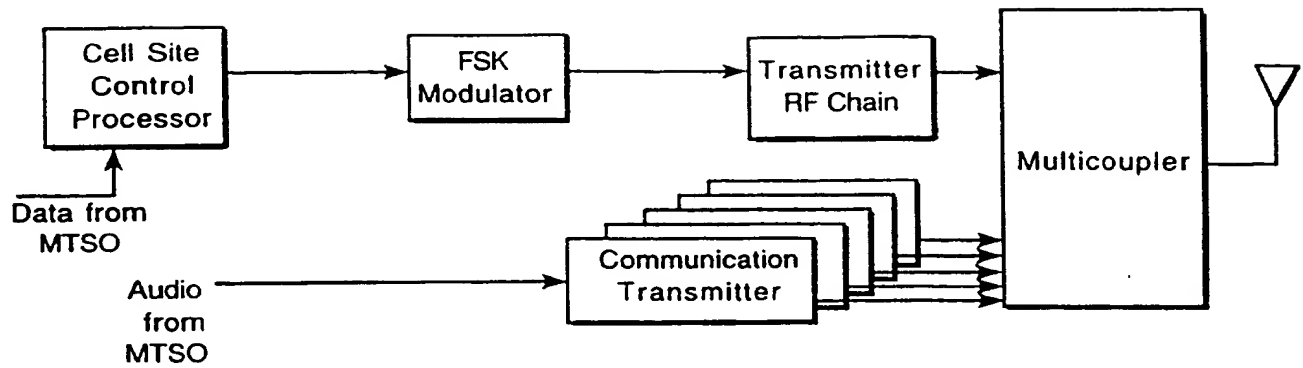 Cell Site
Control
Processor
FSK
Modulator
Transmitter
RF Chain
Multicoupler
Data from
MTSO
Communication
Transmitter
Audio
from
MTSO